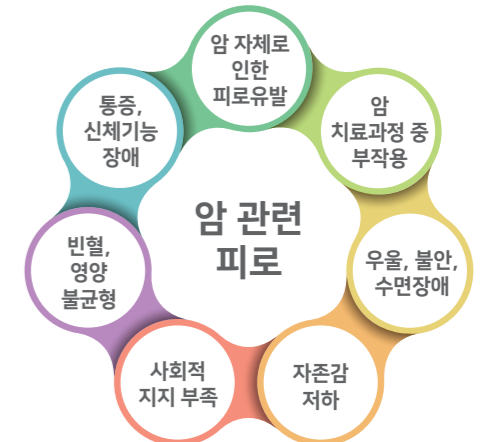 암 자체로
인한
피로유발
암
치료과정 중
부작용
우울, 불안,
수면장애
자존감
저하
사회적
지지 부족
빈혈,
영양
불균형
통증,
신체기능
장애
암 관련
피로